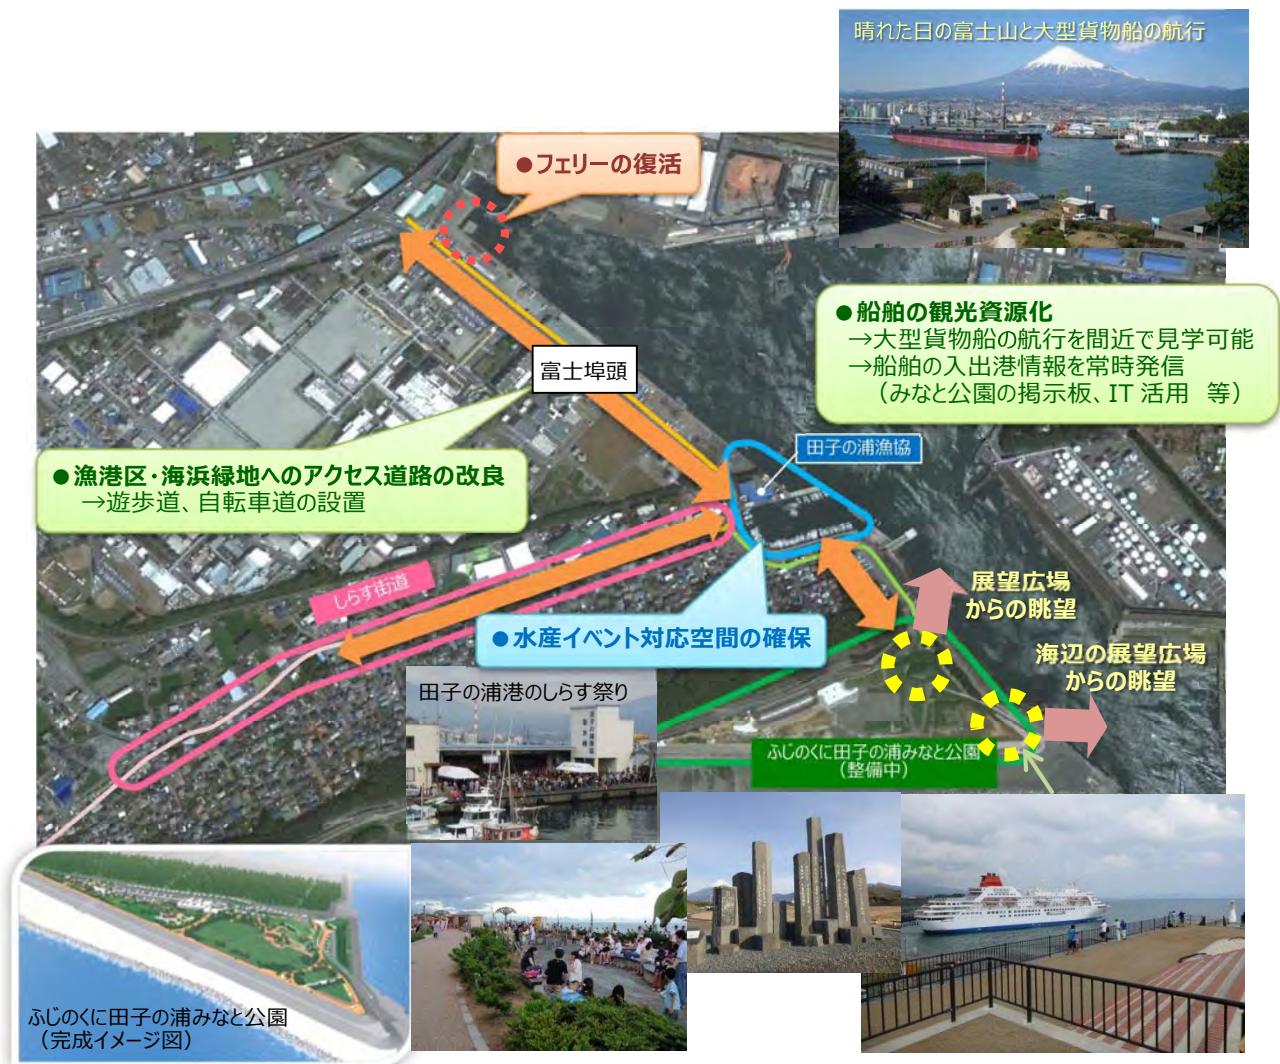 晴れた日の富士山と大型貨物船の航行
●フェリーの復活
●船舶の観光資源化
→大型貨物船の航行を間近で見学可能
→船舶の入出港情報を常時発信
（みなと公園の掲示板、IT 活用　等）
富士埠頭
田子の浦漁協
●漁港区・海浜緑地へのアクセス道路の改良
→遊歩道、自転車道の設置
しらす街道
展望広場
からの眺望
●水産イベント対応空間の確保
海辺の展望広場
からの眺望
田子の浦港のしらす祭り
ふじのくに田子の浦みなと公園
（整備中）
ふじのくに田子の浦みなと公園
（完成イメージ図）